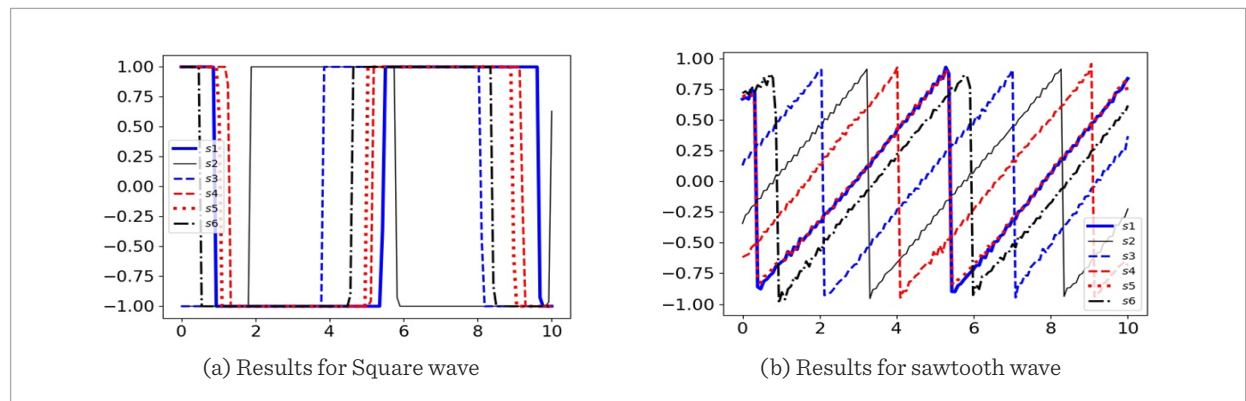 1.00
0.75
0.50
0.25
0.00
−0.25
−0.50
−0.75
−1.00
s1
s2
s3
s4
s5
s6
0 2 4 6 8 10
(a) Results for Square wave
1.00
0.75
0.50
0.25
0.00
−0.25
−0.50
−0.75
−1.00
s1
s2
s3
s4
s5
s6
0 2 4 6 8 10
(b) Results for sawtooth wave